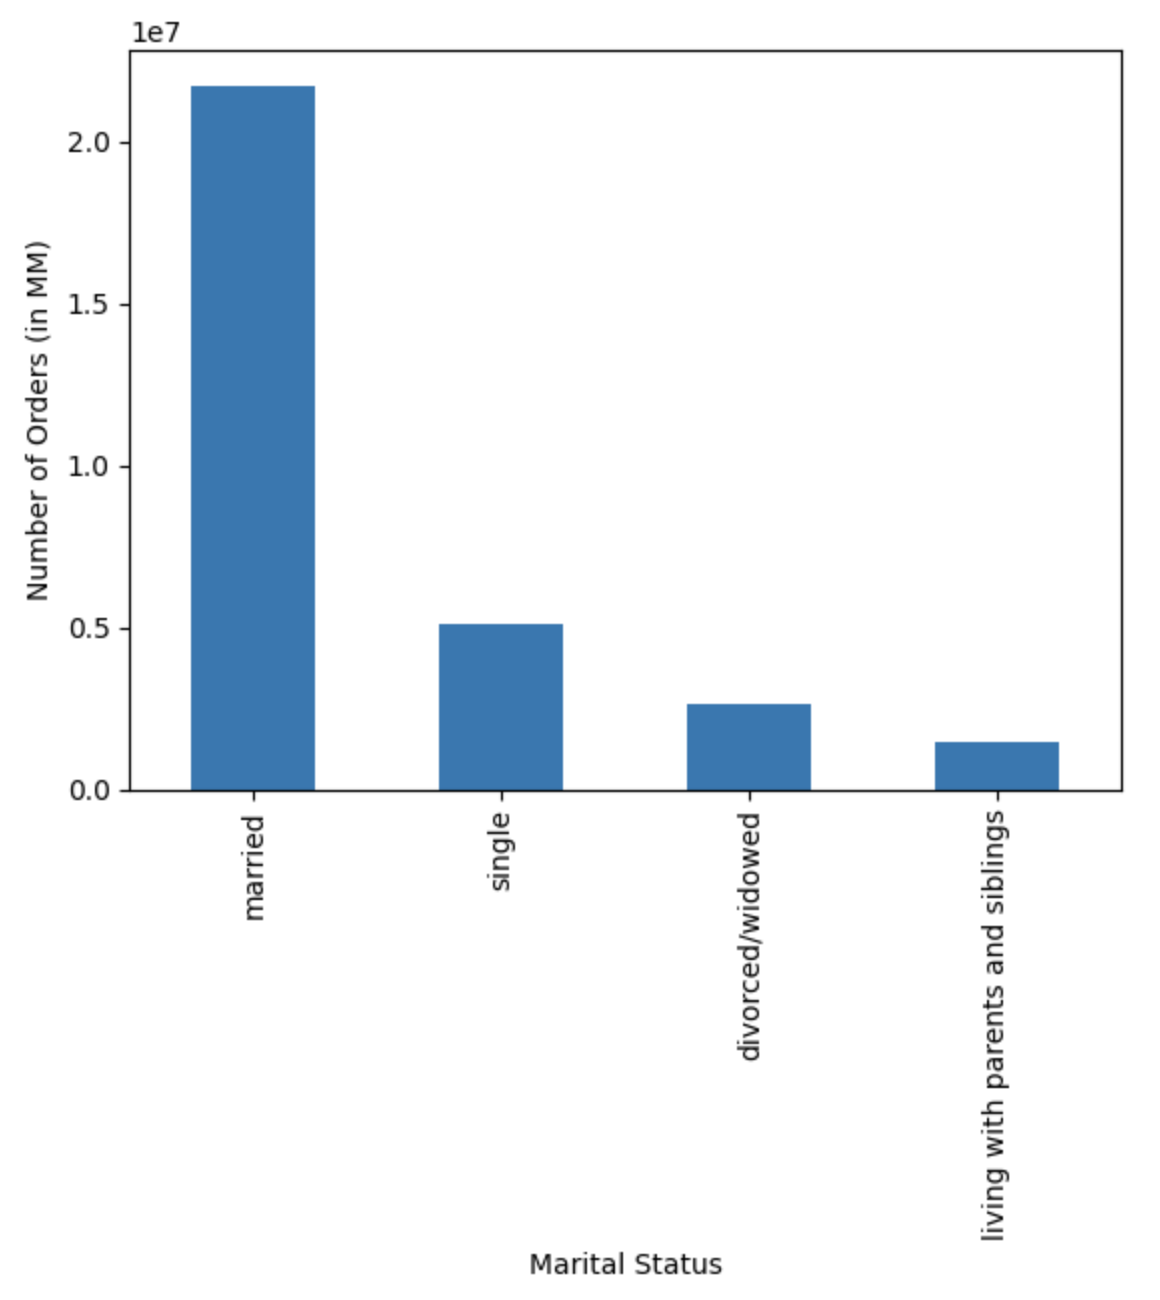 1e7
2.0
1.5
1.0
0.5
0.0
Number of Orders (in MM)
married
single
divorced/widowed
living with parents and siblings
Marital Status